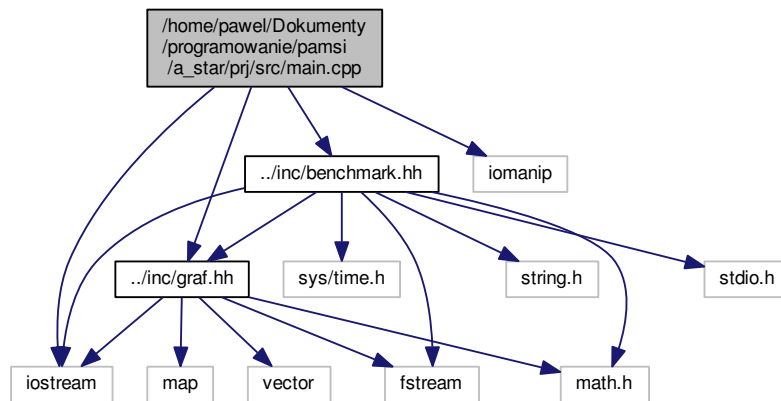 /home/pawel/Dokumenty
/programowanie/pamsi
/a_star/prj/src/main.cpp
../inc/benchmark.hh
iomanip
../inc/graf.hh
sys/time.h
string.h
stdio.h
iostream
map
vector
fstream
math.h